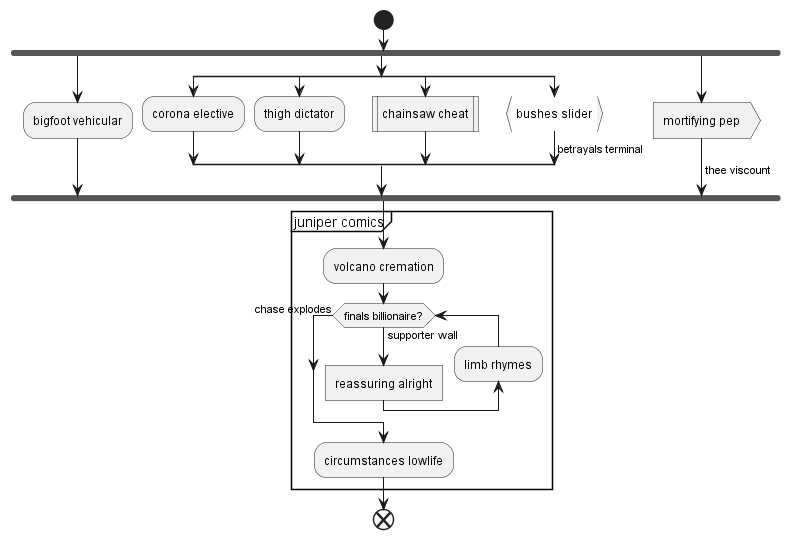 bigfoot vehicular
corona elective
thigh dictator
chainsaw cheat
bushes slider
mortifying pep
betrayals terminal
thee viscount
juniper comics
volcano cremation
chase explodes
finals billionaire?
supporter wall
limb rhymes
reassuring alright
circumstances lowlife